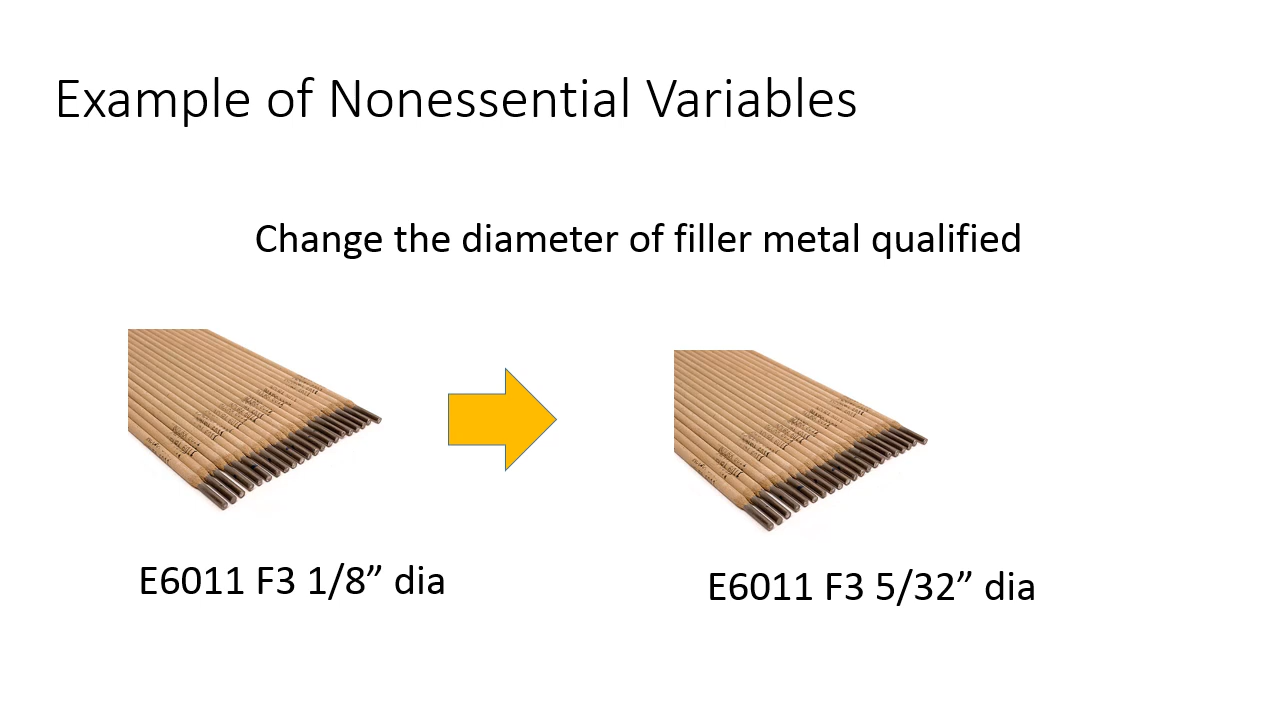 Example of Nonessential Variables
Change the diameter of filler metal qualified
E6011 F3 1/8” dia
E6011 F3 5/32” dia